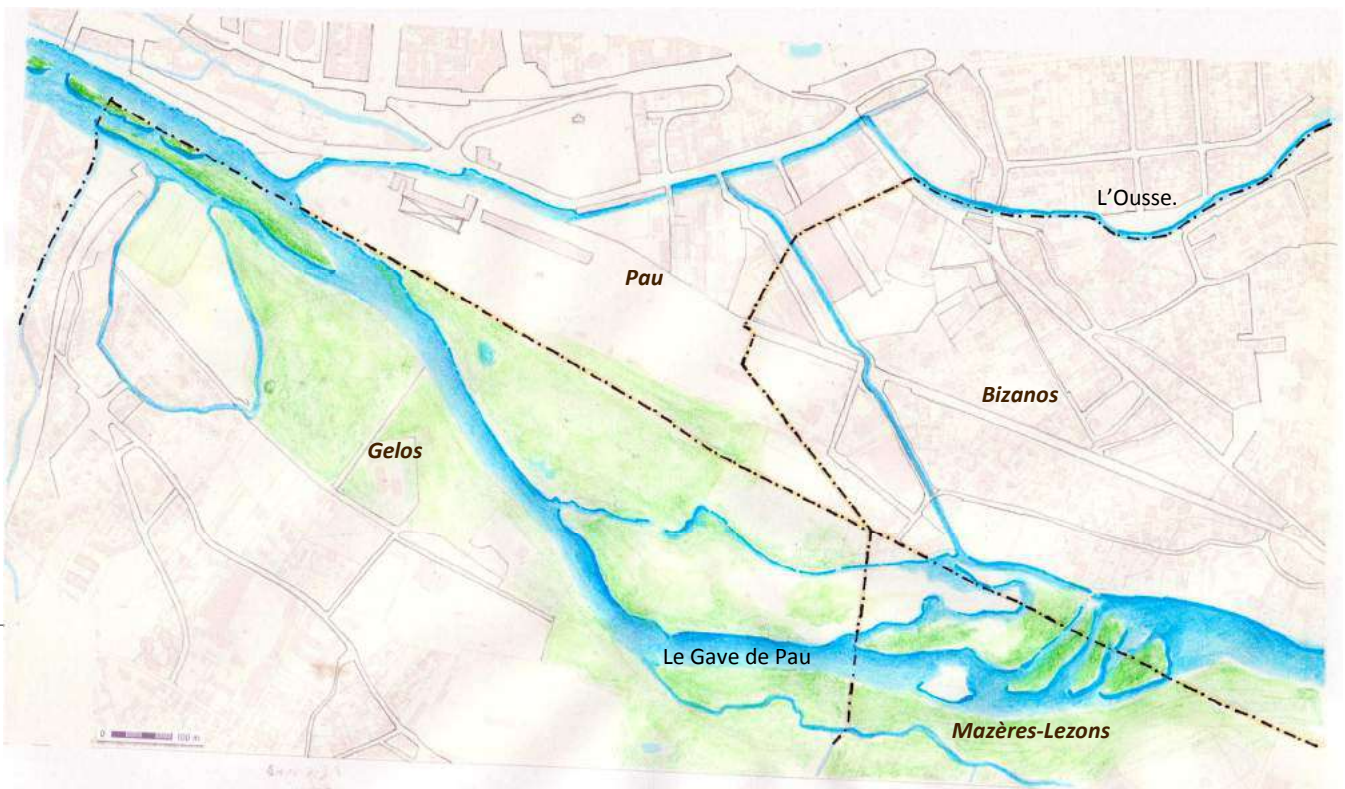 L'Ousse.
Pau
Bizanos
Gelos
Le Gave de Pau
Mazères-Lezons
0 100 m